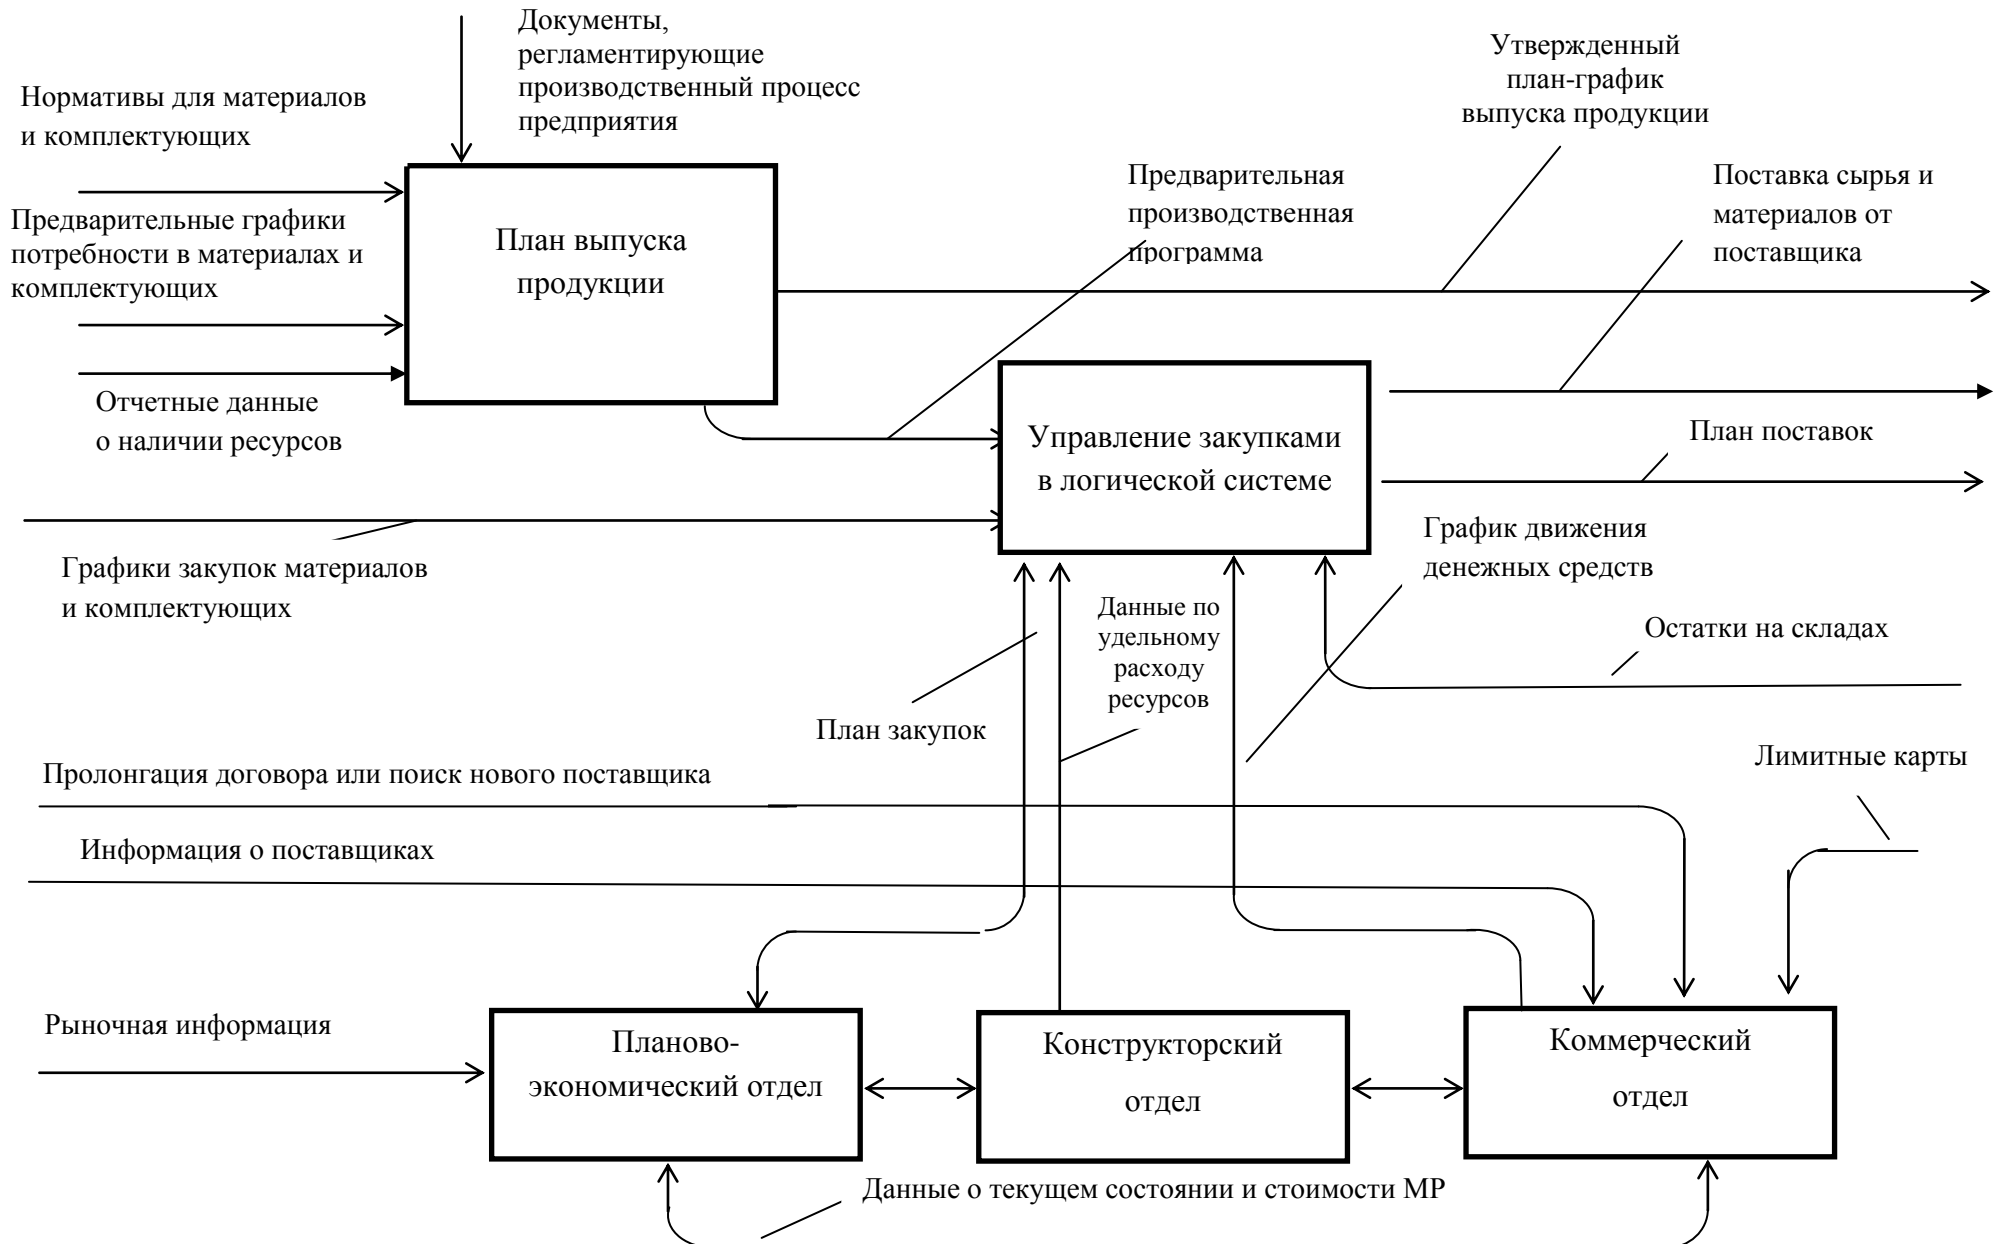 Документы,
регламентирующие
производственный процесс
предприятия
Утвержденный
план-график
выпуска продукции
Нормативы для материалов
и комплектующих
Предварительная
производственная
программа
Поставка сырья и
материалов от
поставщика
Предварительные графики
потребности в материалах и
комплектующих
План выпуска
продукции
Отчетные данные
о наличии ресурсов
Управление закупками
в логической системе
План поставок
График движения
денежных средств
Графики закупок материалов
и комплектующих
Данные по
удельному
расходу
ресурсов
Остатки на складах
План закупок
Лимитные карты
Пролонгация договора или поиск нового поставщика
Информация о поставщиках
Рыночная информация
Планово-
экономический отдел
Конструкторский
отдел
Коммерческий
отдел
Данные о текущем состоянии и стоимости МР